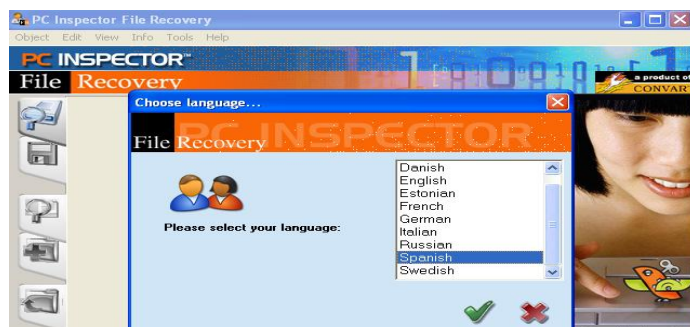 PC Inspector File Recovery
Object Edit View Info Tools Help
PC INSPECTOR™
File Recovery
a product of
CONVAR
Choose language...
PC INSPECTOR
File Recovery
Please select your language:
Danish
English
Estonian
French
German
Italian
Russian
Spanish
Swedish